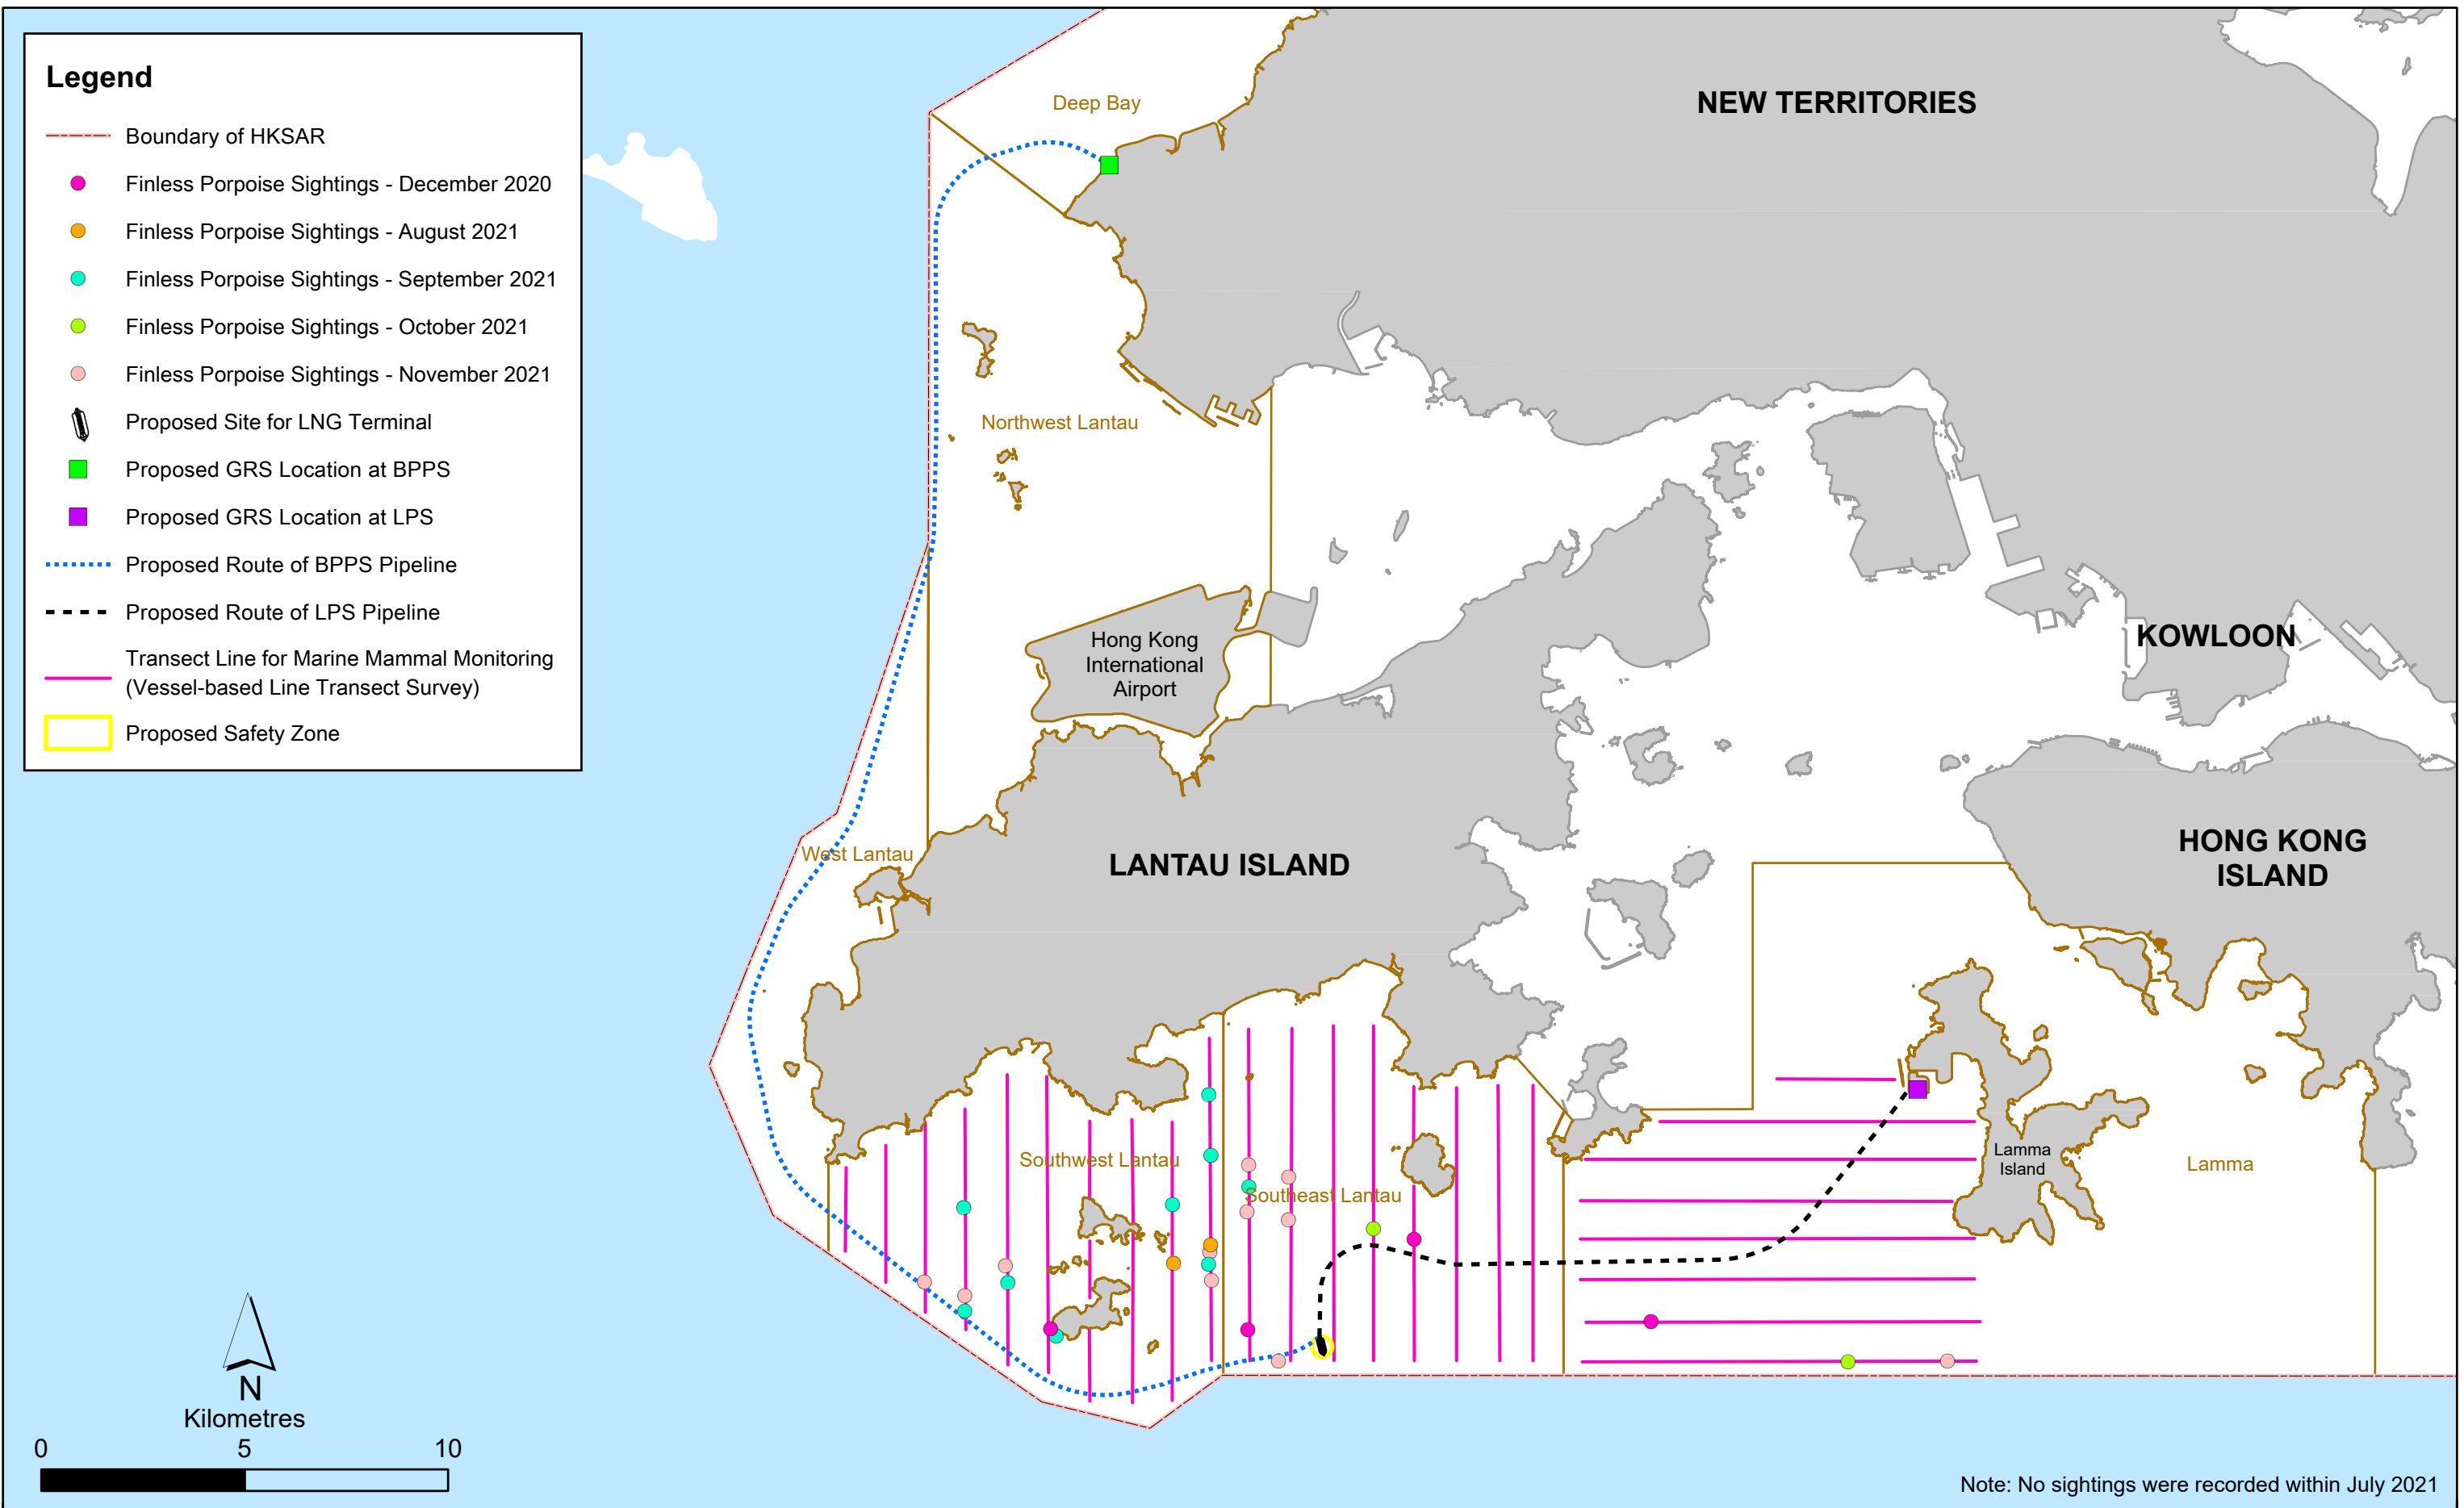 Legend
Boundary of HKSAR
Finless Porpoise Sightings - December 2020
Finless Porpoise Sightings - August 2021
Finless Porpoise Sightings - September 2021
Finless Porpoise Sightings - October 2021
Finless Porpoise Sightings - November 2021
Proposed Site for LNG Terminal
Proposed GRS Location at BPPS
Proposed GRS Location at LPS
Proposed Route of BPPS Pipeline
Proposed Route of LPS Pipeline
Transect Line for Marine Mammal Monitoring
(Vessel-based Line Transect Survey)
Proposed Safety Zone
Deep Bay
NEW TERRITORIES
Northwest Lantau
Hong Kong
International
Airport
KOWLOON
West Lantau
LANTAU ISLAND
HONG KONG
ISLAND
Southwest Lantau
Southeast Lantau
Lamma
Island
Lamma
N
Kilometres
0 5 10
Note: No sightings were recorded within July 2021